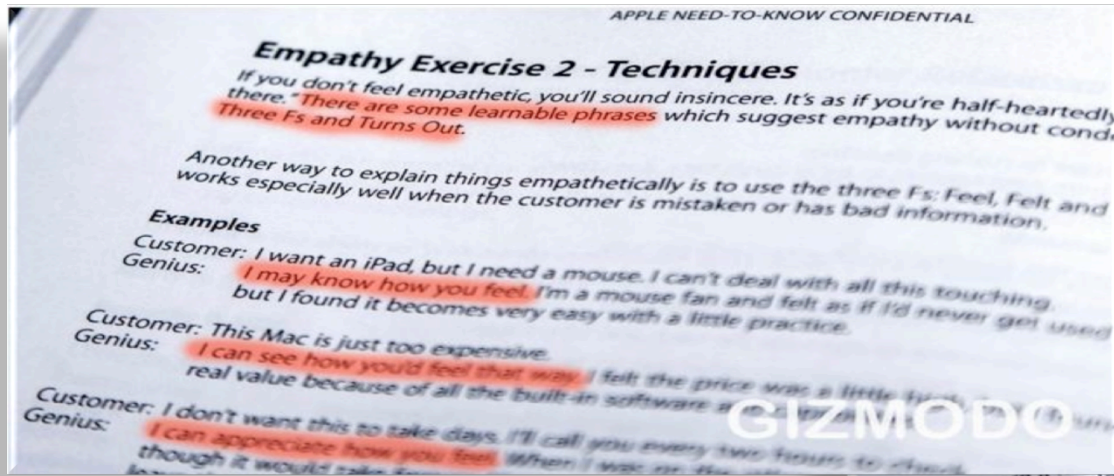 APPLE NEED-TO-KNOW CONFIDENTIAL
Empathy Exercise 2 - Techniques
If you don't feel empathetic, you'll sound insincere. It's as if you're half-heartedly
there." There are some learnable phrases which suggest empathy without
Three Fs and Turns Out.
Another way to explain things empathetically is to use the three Fs: Feel, Felt and
works especially well when the customer is mistaken or has bad information.
Examples
Customer: I want an iPad, but I need a mouse. I can't deal with all this touching.
Genius: I may know how you feel. I'm a mouse fan and felt as if I'd never get used
but I found it becomes very easy with a little practice.
Customer: This Mac is just too expensive.
Genius: I can see how you'd feel that way. I felt the price was a little
real value because of all the built-in software
GIZMODO
Customer: I don't want this to take days. I'll call you every two hours to
Genius: I can appreciate how you feel. When I was
though it would take